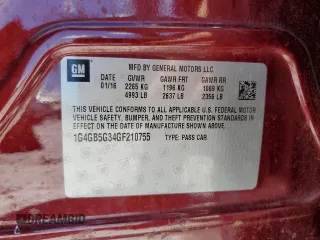 GM
MFD BY GENERAL MOTORS LLC
DATE GVWR GAWR FRT GAWR RR
01/16 2265 KG 1196 KG 1069 KG
4993 LB 2637 LB 2356 LB
THIS VEHICLE CONFORMS TO ALL APPLICABLE U.S. FEDERAL MOTOR VEHICLE SAFETY, BUMPER, AND THEFT PREVENTION STANDARDS IN EFFECT ON THE DATE OF MANUFACTURE SHOWN ABOVE.
1G4GB5G34GF210755 TYPE: PASS CAR
DREAMBID